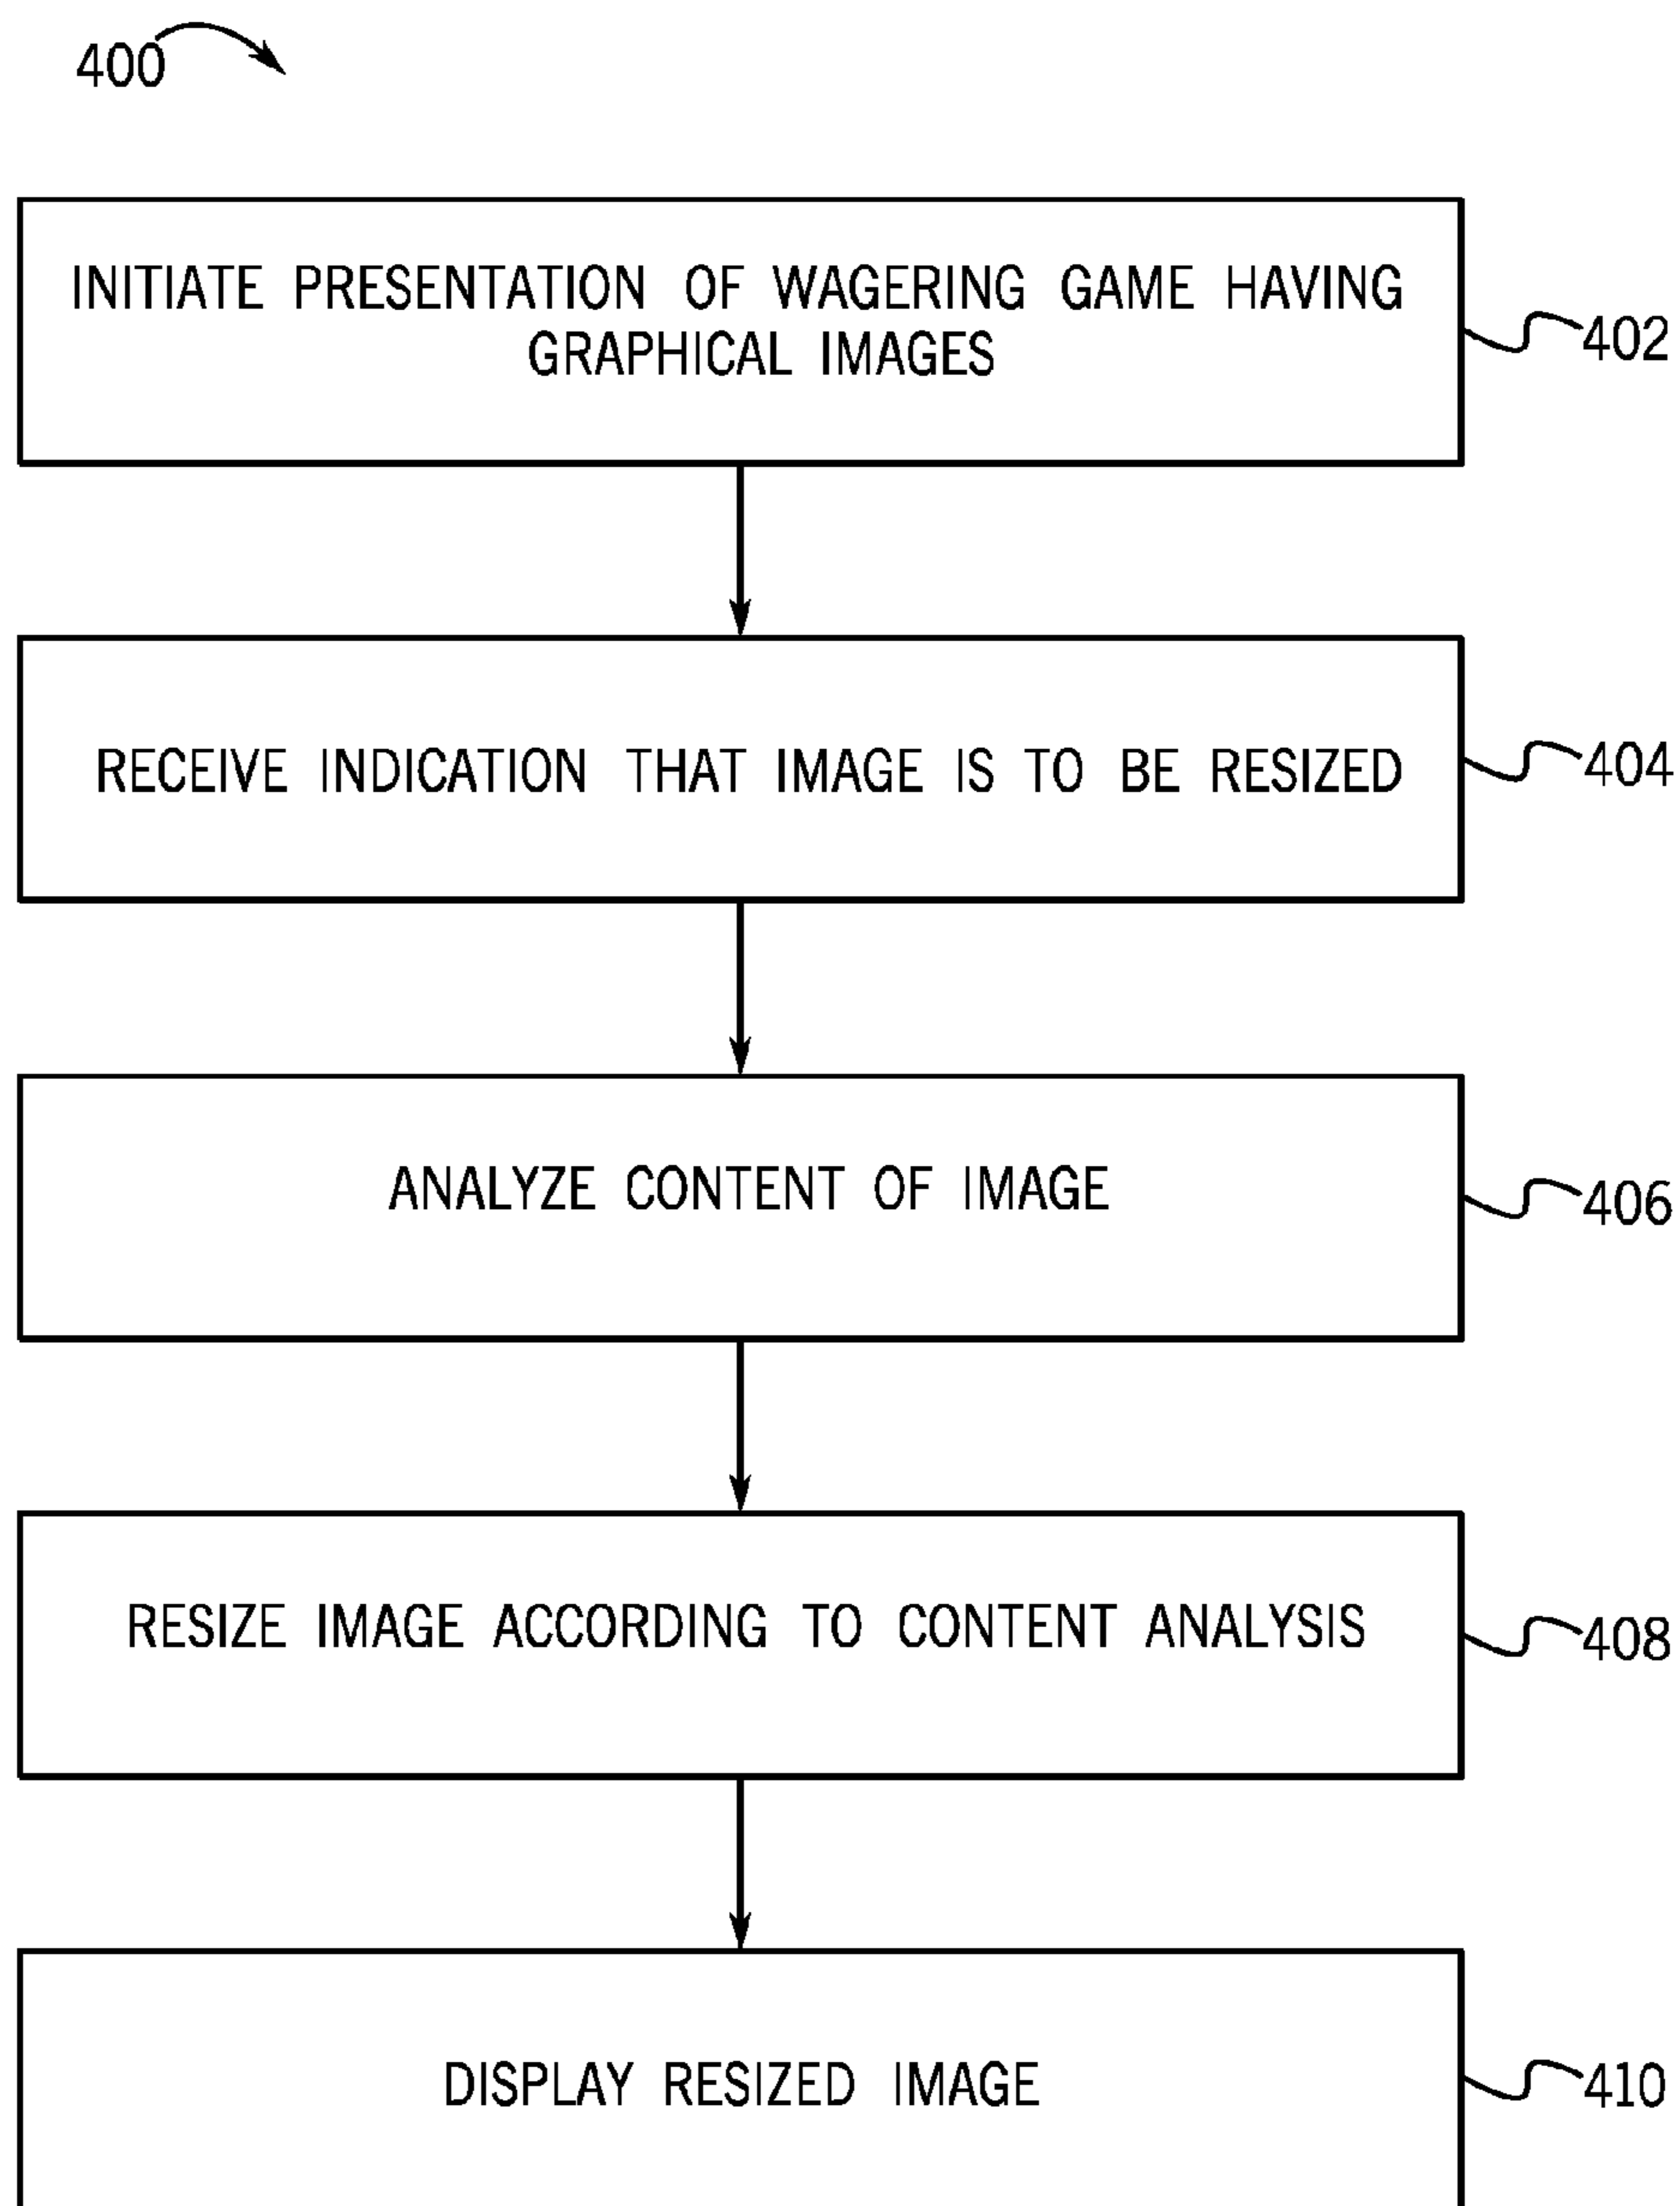 400
INITIATE PRESENTATION OF WAGERING GAME HAVING
GRAPHICAL IMAGES
402
RECEIVE INDICATION THAT IMAGE IS TO BE RESIZED
404
ANALYZE CONTENT OF IMAGE
406
RESIZE IMAGE ACCORDING TO CONTENT ANALYSIS
408
DISPLAY RESIZED IMAGE
410